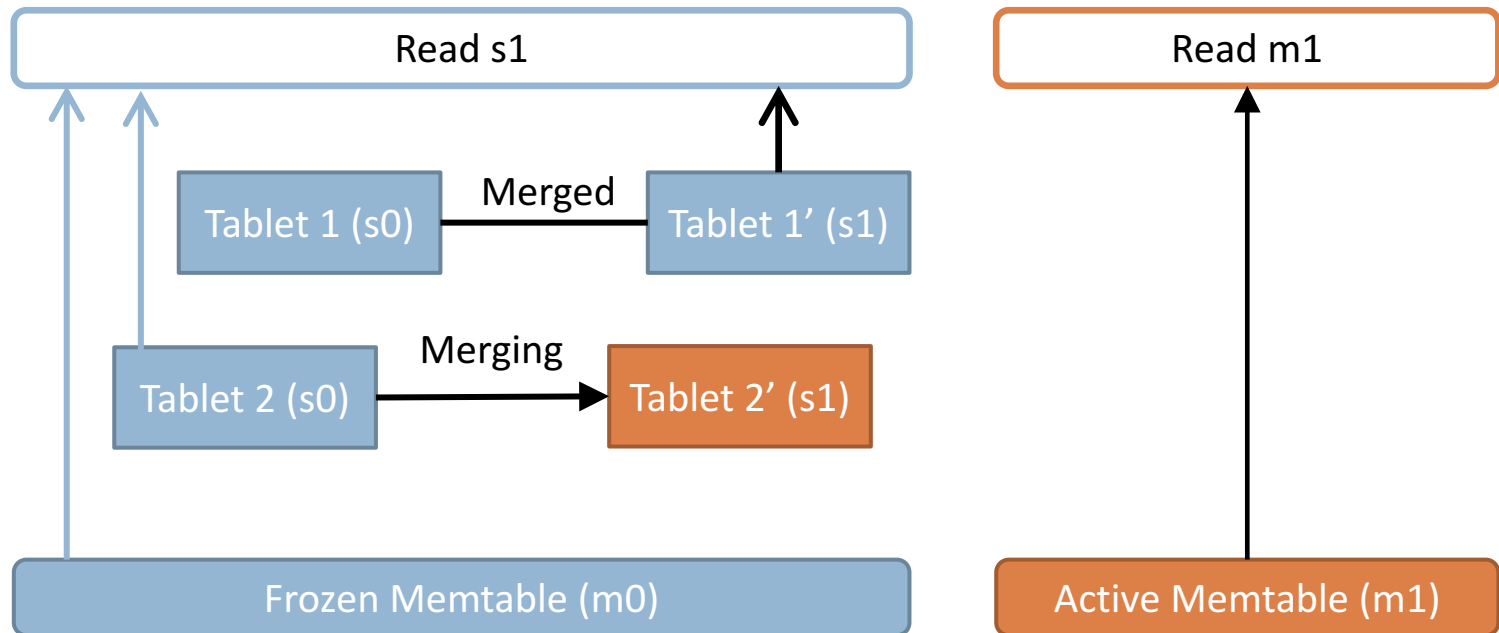 Read s1
Read m1
Tablet 1 (s0)
Merged
Tablet 1’ (s1)
Tablet 2 (s0)
Merging
Tablet 2’ (s1)
Frozen Memtable (m0)
Active Memtable (m1)